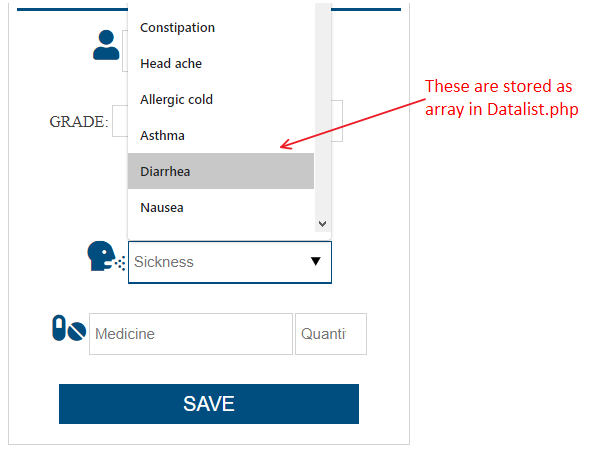 Constipation
Head ache
Allergic cold
Asthma
Diarrhea
Nausea
These are stored as
array in Datalist.php
GRADE:
Sickness
Medicine
Quanti
SAVE